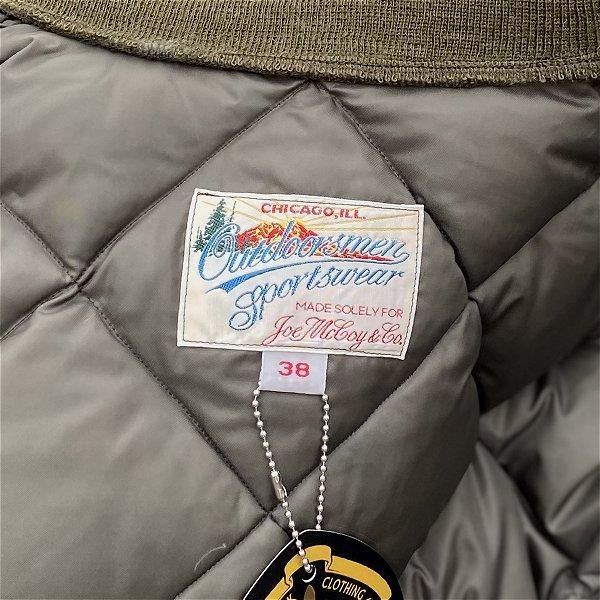 CHICAGO, ILL.
Outdoorsmen
Sportswear
MADE SOLELY FOR
Joe McCoy & Co.
38
CLOTHING